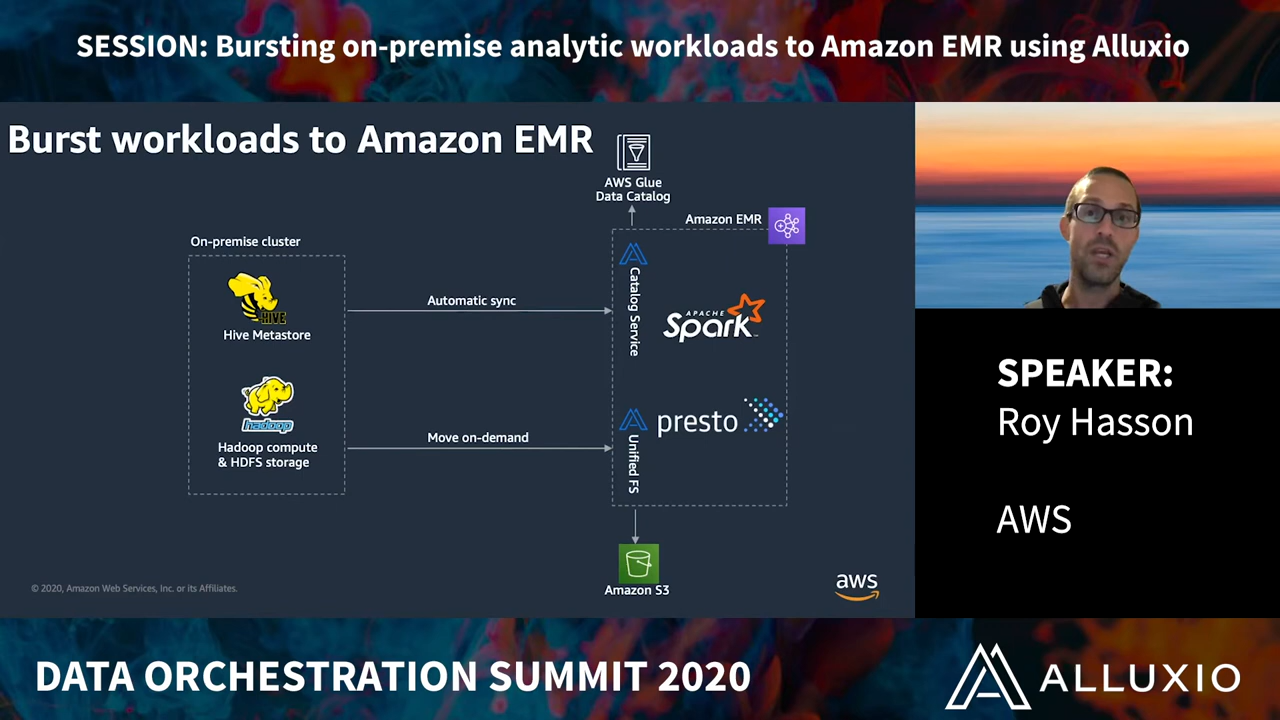 SESSION: Bursting on-premise analytic workloads to Amazon EMR using Alluxio
Burst workloads to Amazon EMR
AWS Glue
Data Catalog
Amazon EMR
On-premise cluster
HIVE
Hive Metastore
Automatic sync
Catalog Service
APACHE
Spark
hadoop
Hadoop compute
& HDFS storage
Move on-demand
Unified FS
presto
Amazon S3
© 2020, Amazon Web Services, Inc. or its Affiliates.
aws
SPEAKER:
Roy Hasson
AWS
DATA ORCHESTRATION SUMMIT 2020
ALLUXIO